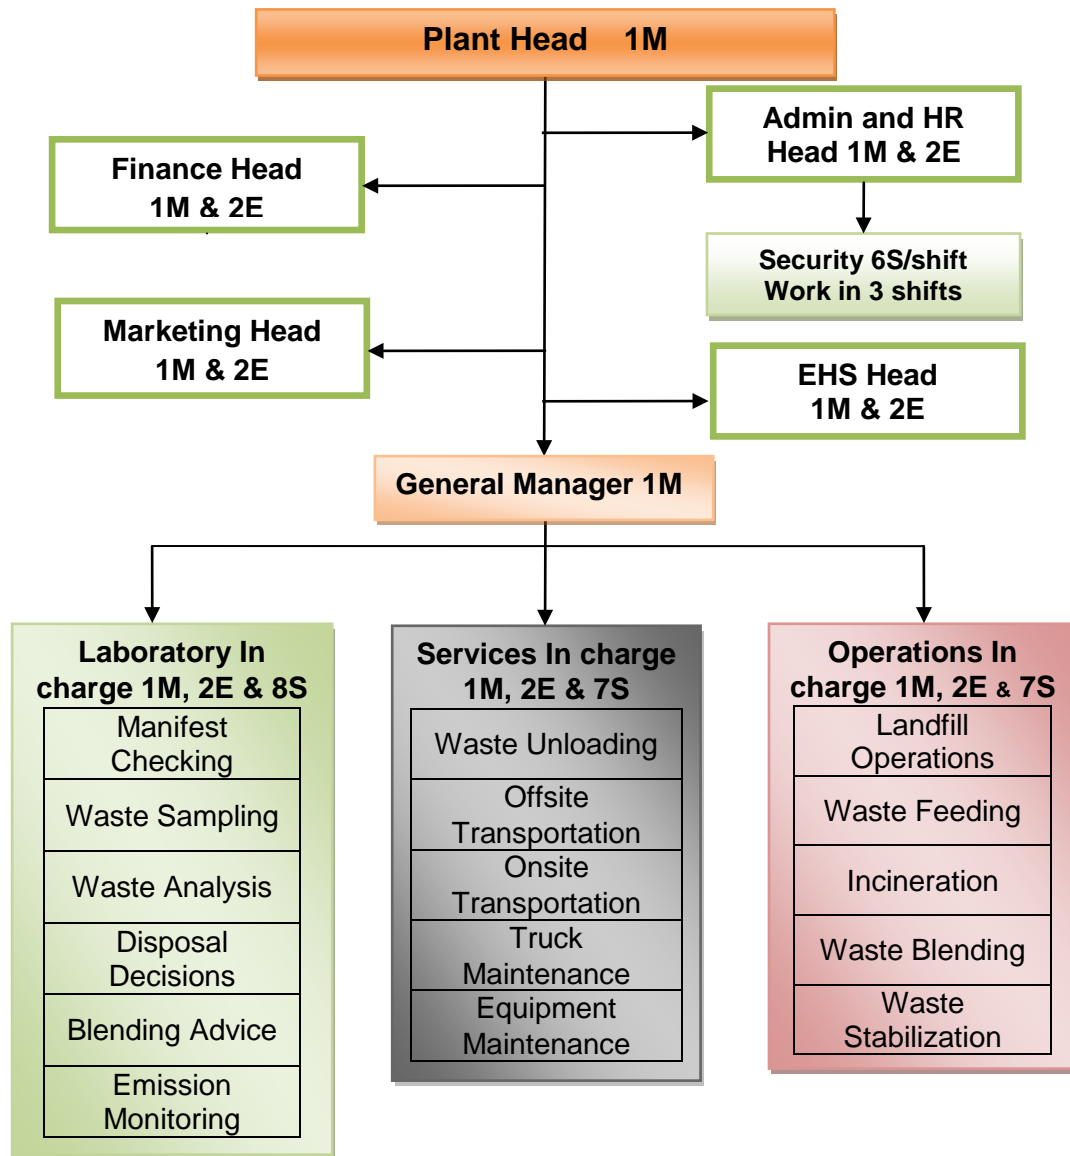 Plant Head 1M
Admin and HR
Head 1M & 2E
Finance Head
1M & 2E
Security 6S/shift
Work in 3 shifts
Marketing Head
1M & 2E
EHS Head
1M & 2E
General Manager 1M
Laboratory In
charge 1M, 2E & 8S
Manifest
Checking
Waste Sampling
Waste Analysis
Disposal
Decisions
Blending Advice
Emission
Monitoring
Services In charge
1M, 2E & 7S
Waste Unloading
Offsite
Transportation
Onsite
Transportation
Truck
Maintenance
Equipment
Maintenance
Operations In
charge 1M, 2E & 7S
Landfill
Operations
Waste Feeding
Incineration
Waste Blending
Waste
Stabilization